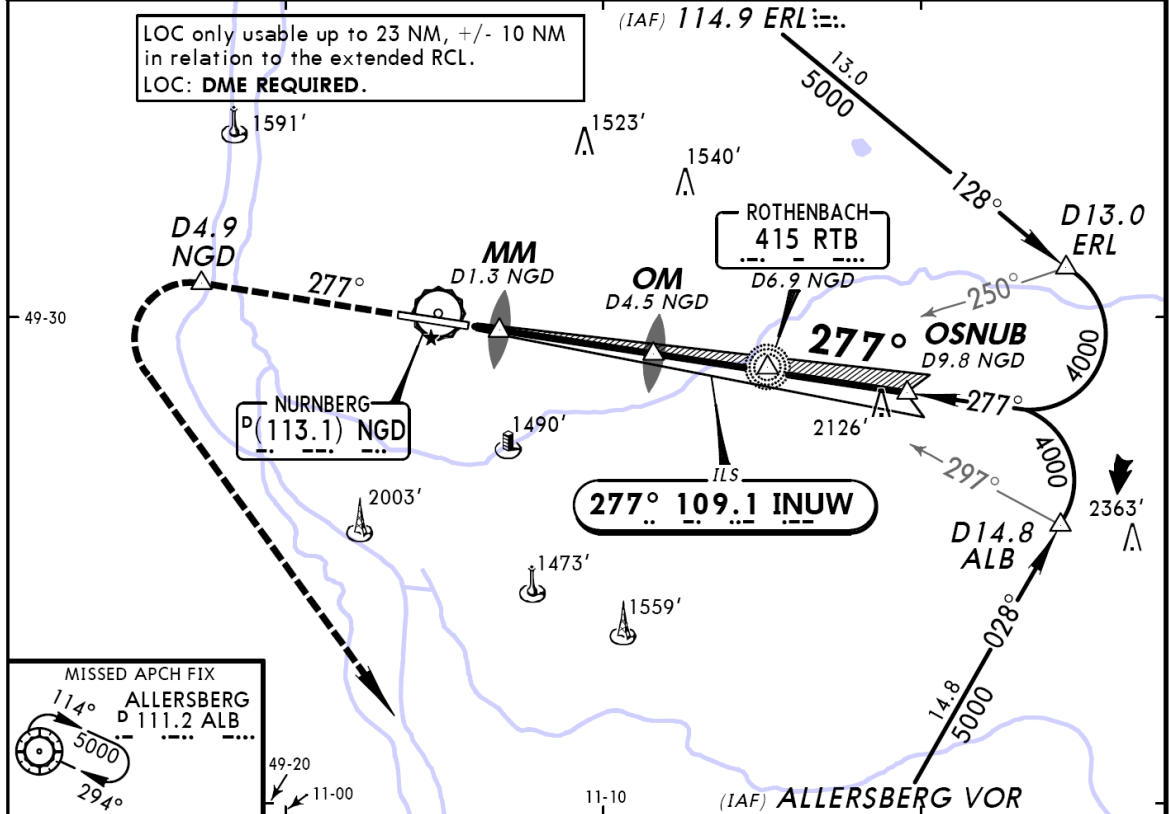 LOC only usable up to 23 NM, +/- 10 NM
in relation to the extended RCL.
LOC: DME REQUIRED.
(IAF) 114.9 ERL
13.0
5000
128°
D13.0
ERL
1591'
1523'
1540'
ROTHENBACH
415 RTB
D6.9 NGD
D4.9
NGD
277°
MM
D1.3 NGD
OM
D4.5 NGD
250°
277°
OSNUB
D9.8 NGD
4000
49-30
NURNBERG
D(113.1) NGD
277°
2126'
1490'
4000
297°
ILS
277° 109.1 INUW
2003'
2363'
D14.8
ALB
1473'
1559'
028°
14.8
5000
MISSED APCH FIX
ALLERSBERG
D 111.2 ALB
114°
5000
294°
49-20
11-00
11-10
(IAF) ALLERSBERG VOR